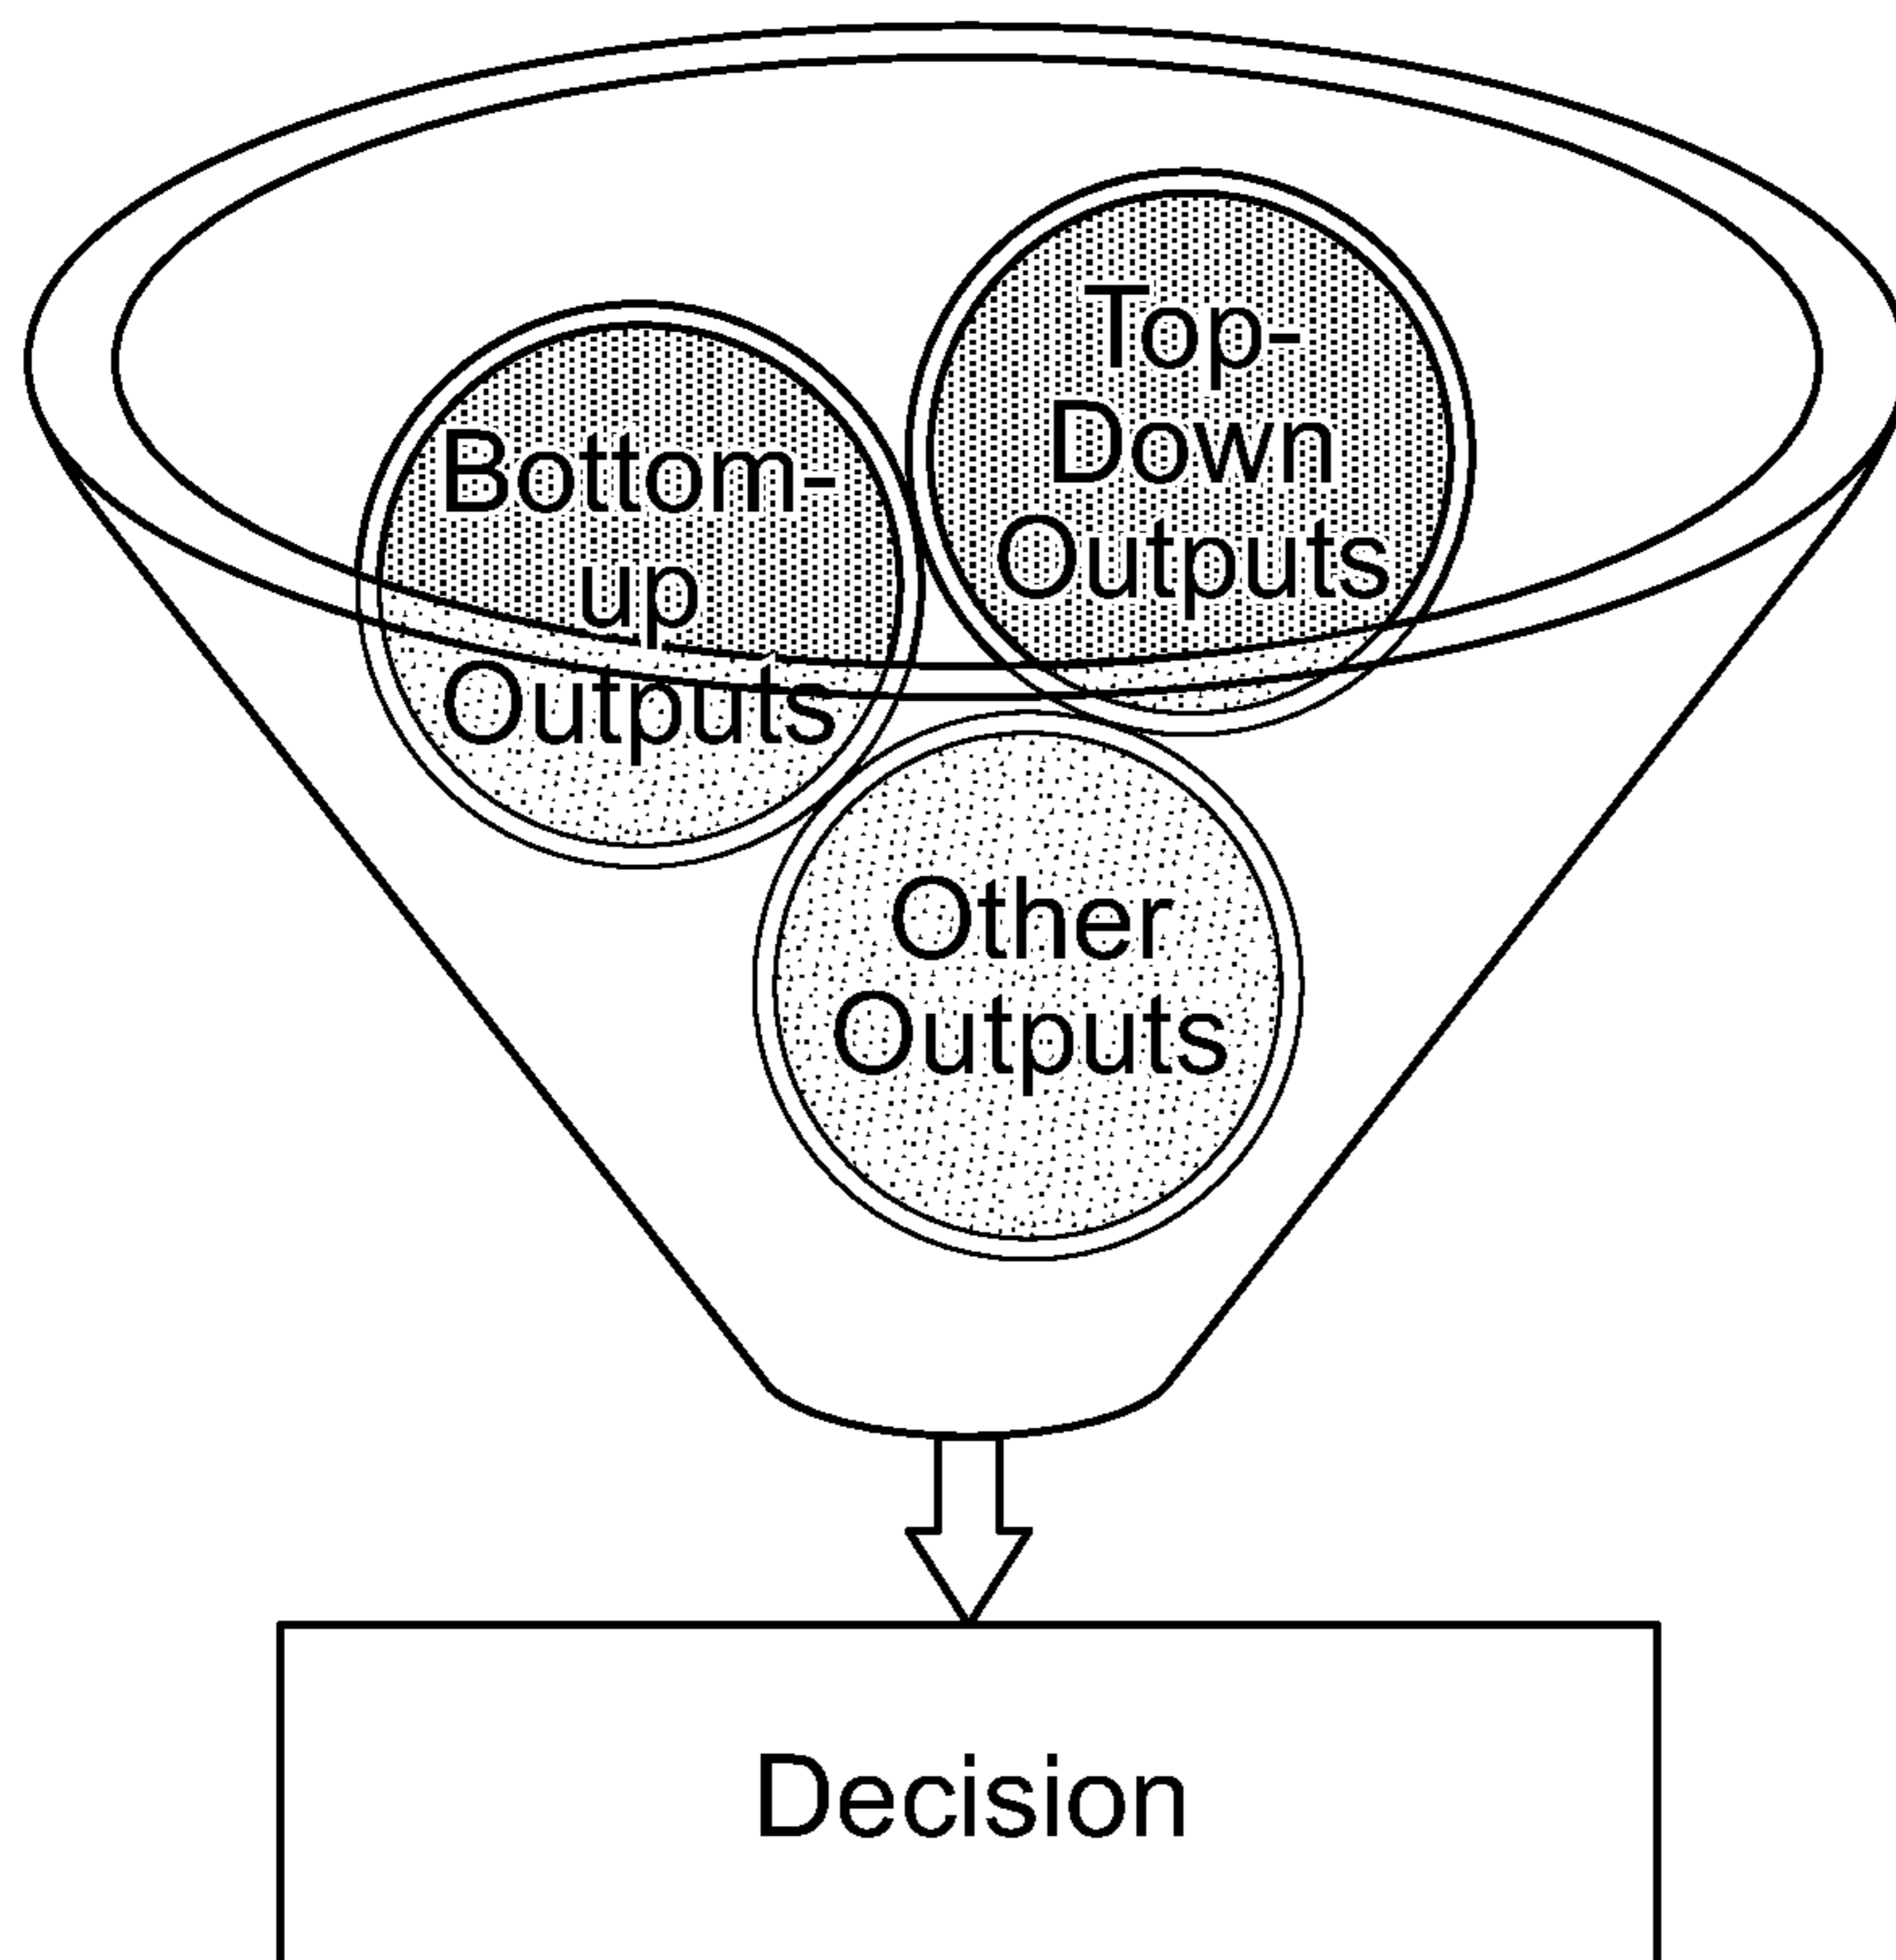 Top-
Down
Outputs
Bottom-
up
Outputs
Other
Outputs
Decision